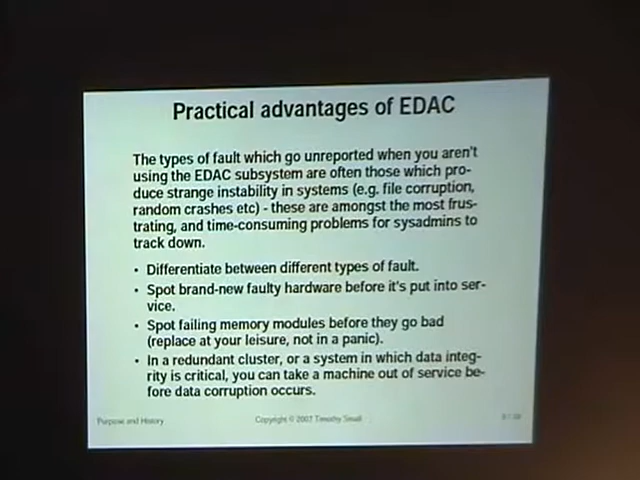 Practical advantages of EDAC
The types of fault which go unreported when you aren't
using the EDAC subsystem are often those which pro-
duce strange instability in systems (e.g. file corruption,
random crashes etc) - these are amongst the most frus-
trating, and time-consuming problems for sysadmins to
track down.
• Differentiate between different types of fault.
• Spot brand-new faulty hardware before it's put into ser-
vice.
• Spot failing memory modules before they go bad
(replace at your leisure, not in a panic).
• In a redundant cluster, or a system in which data integ-
rity is critical, you can take a machine out of service be-
fore data corruption occurs.
Purpose and History
Copyright © 2007 Timothy Small